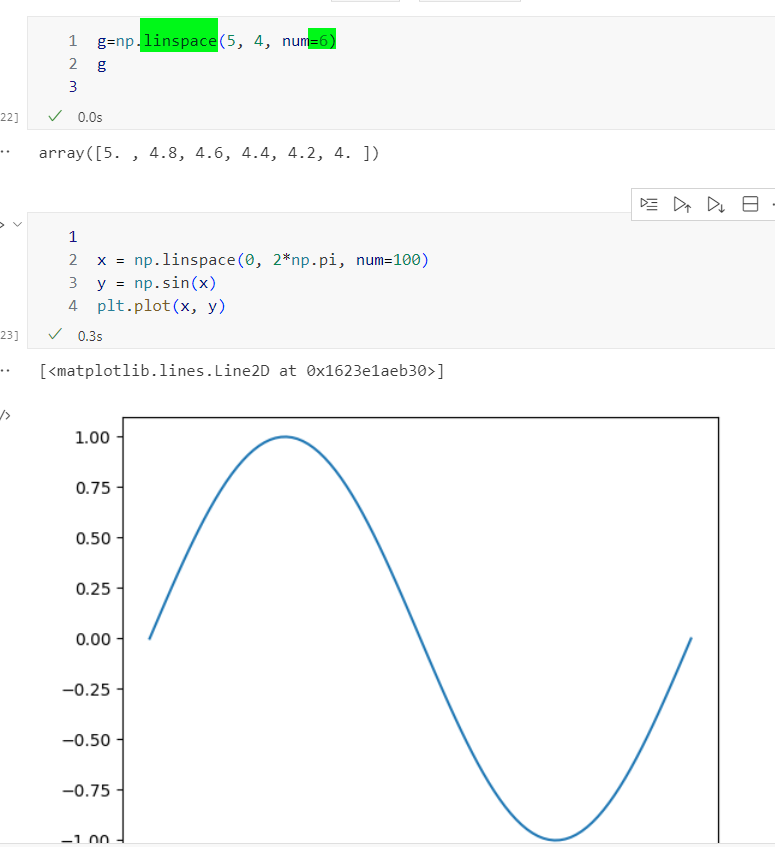 1 g=np.linspace(5, 4, num=6)
2 g
3
22]
0.0s
array([5. , 4.8, 4.6, 4.4, 4.2, 4. ])
1
2 x = np.linspace(0, 2*np.pi, num=100)
3 y = np.sin(x)
4 plt.plot(x, y)
23]
0.3s
[<matplotlib.lines.Line2D at 0x1623e1aeb30>]
1.00
0.75
0.50
0.25
0.00
−0.25
−0.50
−0.75
−1.00